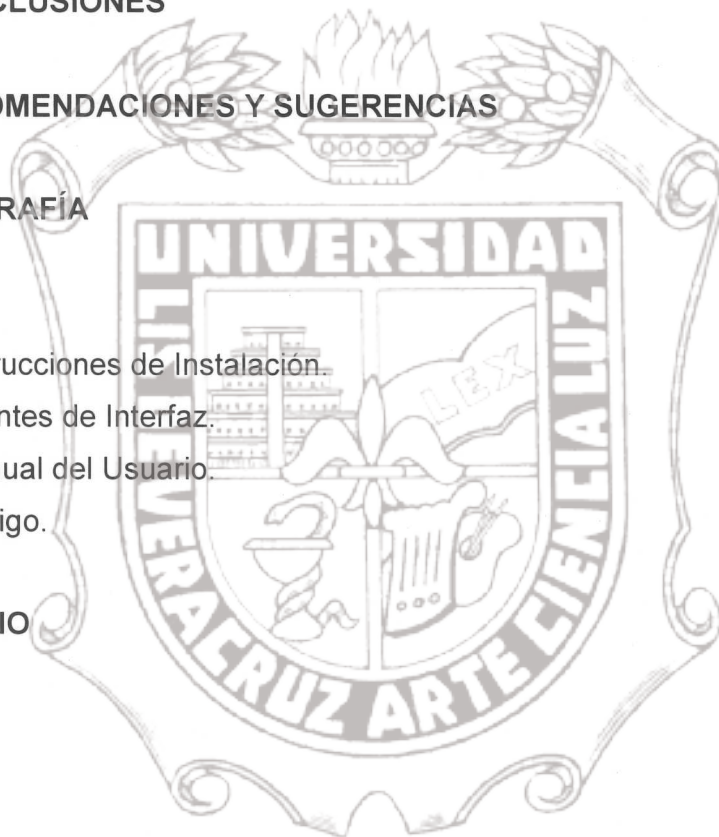 CLUSIONES
OMENDACIONES Y SUGERENCIAS
RAFÍA
rucciones de Instalación.
ntes de Interfaz.
ual del Usuario.
igo.
IO
UNIVERSIDAD
LIS DE VERACRUZ ARTE CIENCIA LUZ
LEX